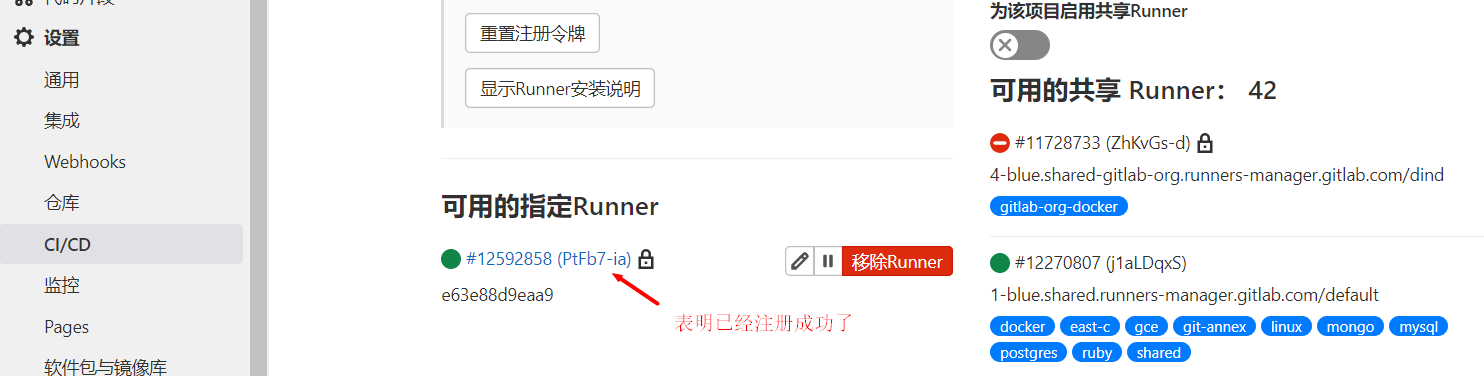 设置
通用
集成
Webhooks
仓库
CI/CD
监控
Pages
软件包与镜像库
重置注册令牌
显示Runner安装说明
可用的指定Runner
#12592858 (PtFb7-ia)
移除Runner
e63e88d9eaa9
表明已经注册成功了
为该项目启用共享Runner
可用的共享 Runner： 42
#11728733 (ZhKvGs-d)
4-blue.shared-gitlab-org.runners-manager.gitlab.com/dind
gitlab-org-docker
#12270807 (j1aLDqxS)
1-blue.shared.runners-manager.gitlab.com/default
docker east-c gce git-annex linux mongo mysql
postgres ruby shared